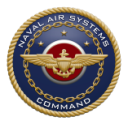 NAVAL AIR SYSTEMS
COMMAND